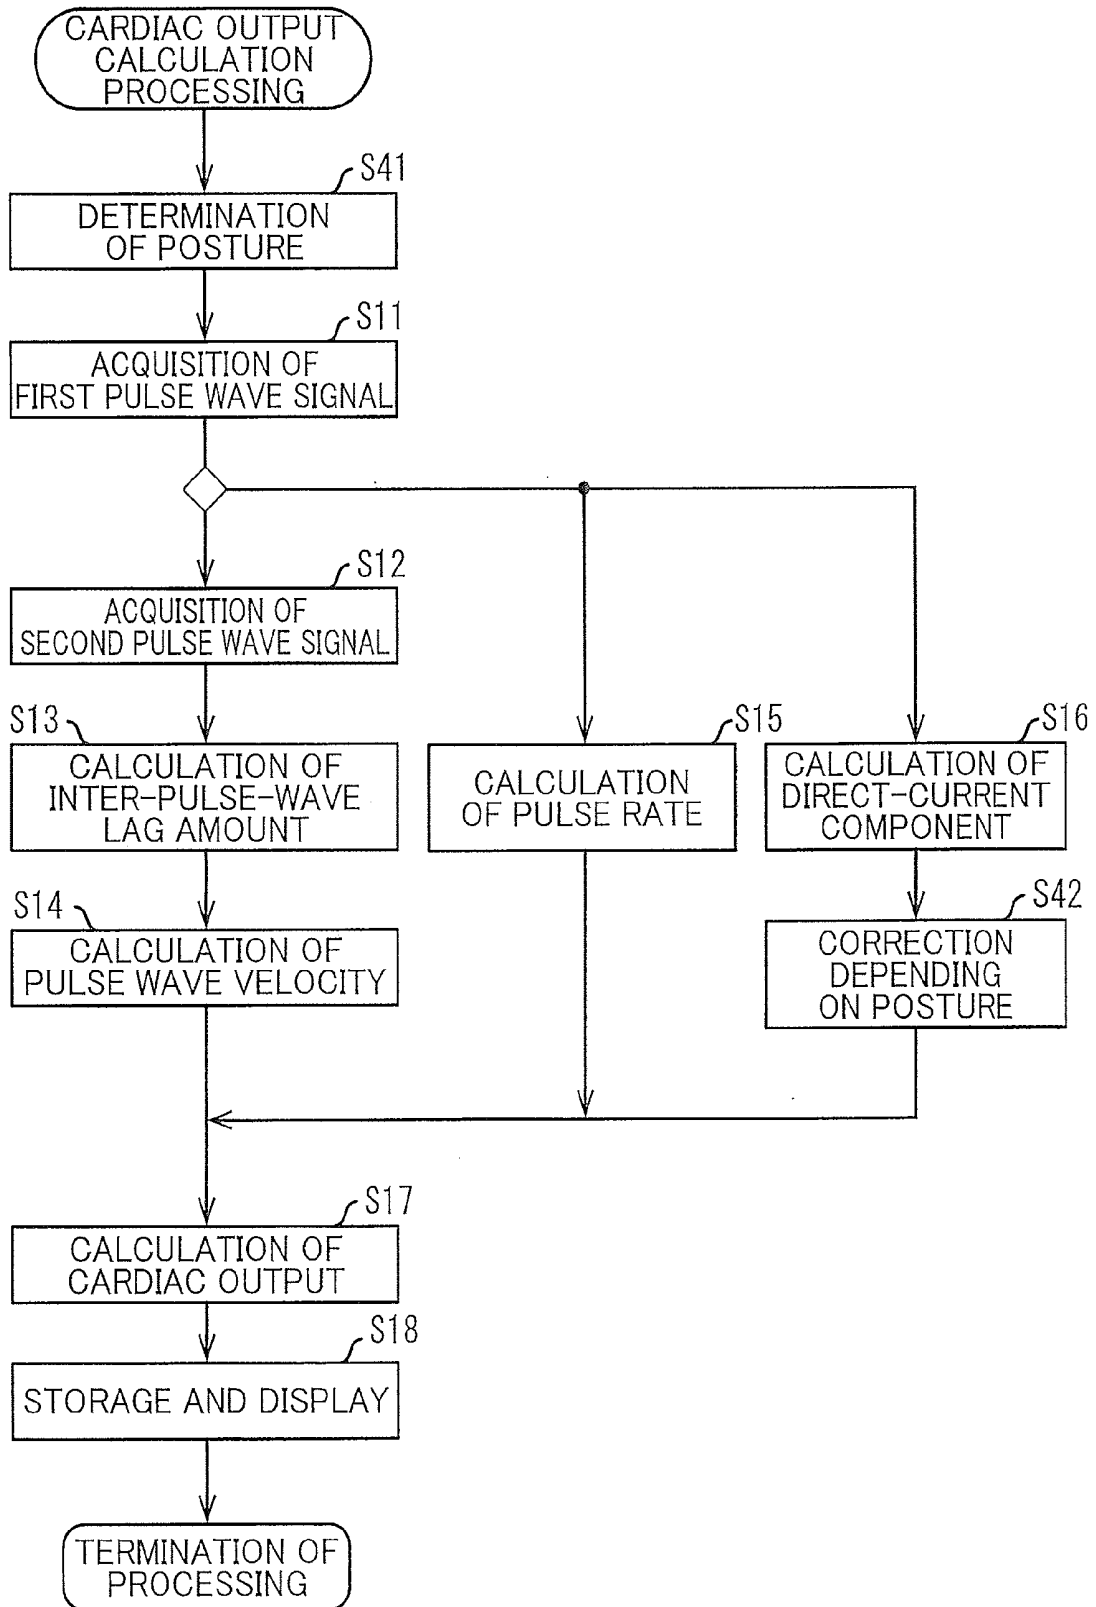 CARDIAC OUTPUT
CALCULATION
PROCESSING
S41
DETERMINATION
OF POSTURE
S11
ACQUISITION OF
FIRST PULSE WAVE SIGNAL
S12
ACQUISITION OF
SECOND PULSE WAVE SIGNAL
S13
CALCULATION OF
INTER-PULSE-WAVE
LAG AMOUNT
S14
CALCULATION OF
PULSE WAVE VELOCITY
S15
CALCULATION
OF PULSE RATE
S16
CALCULATION OF
DIRECT-CURRENT
COMPONENT
S42
CORRECTION
DEPENDING
ON POSTURE
S17
CALCULATION OF
CARDIAC OUTPUT
S18
STORAGE AND DISPLAY
TERMINATION OF
PROCESSING